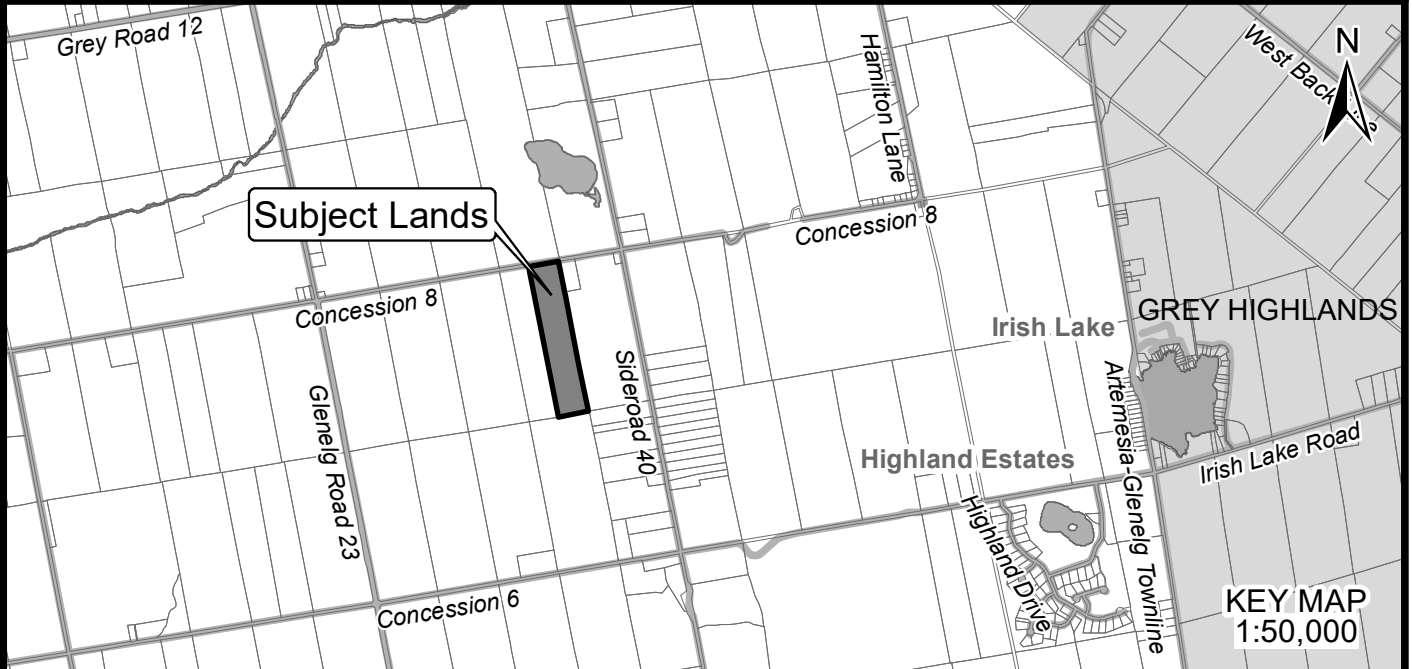 Grey Road 12
Hamilton Lane
West Back Line
N
Subject Lands
Concession 8
Concession 8
GREY HIGHLANDS
Irish Lake
Sideroad 40
Glenelg Road 23
Artemesia-Glenelg Townline
Irish Lake Road
Highland Estates
Highland Drive
Concession 6
KEY MAP
1:50,000